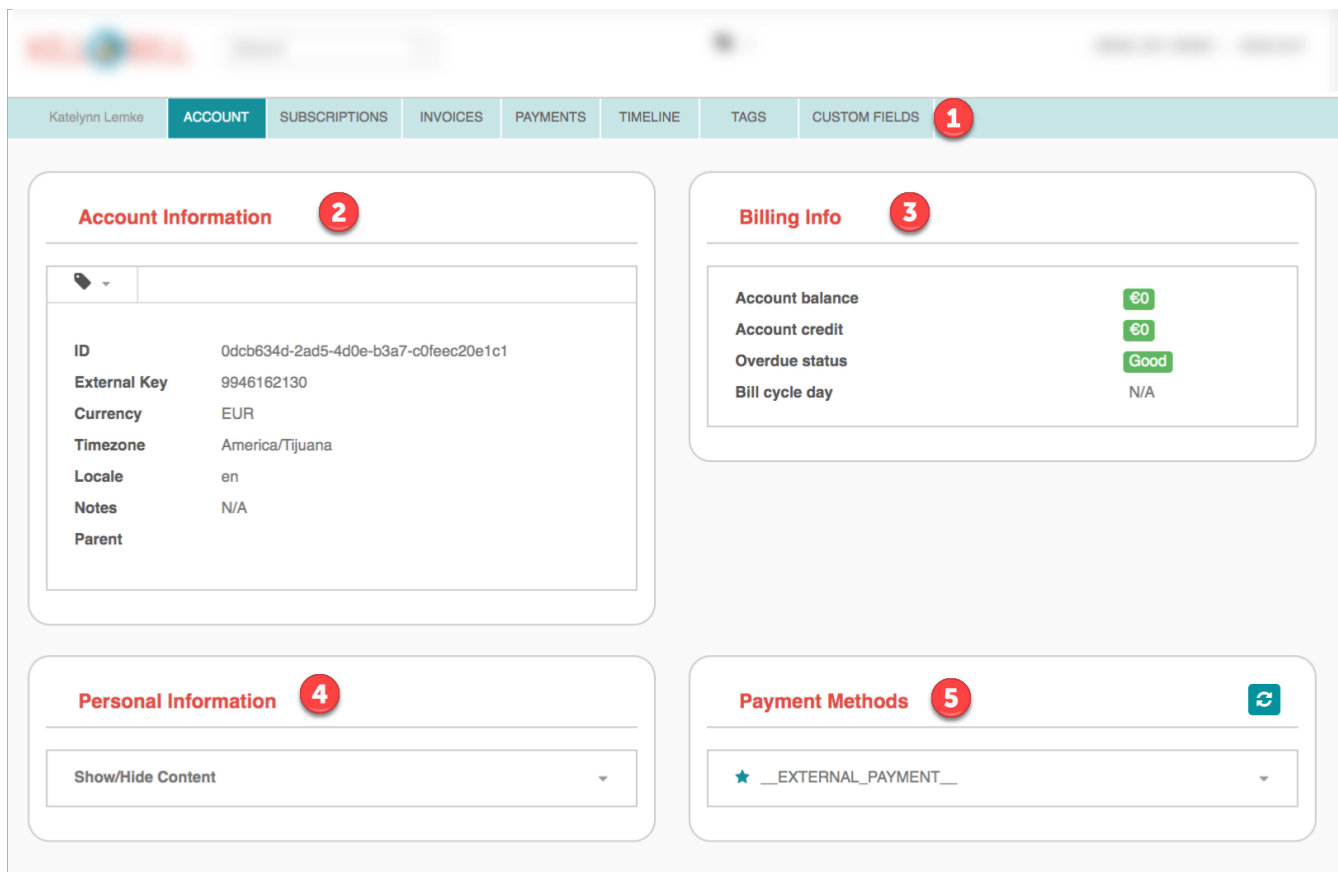 Katelynn Lemke ACCOUNT SUBSCRIPTIONS INVOICES PAYMENTS TIMELINE TAGS CUSTOM FIELDS 1
Account Information 2
ID 0dcb634d-2ad5-4d0e-b3a7-c0feec20e1c1
External Key 9946162130
Currency EUR
Timezone America/Tijuana
Locale en
Notes N/A
Parent
Billing Info 3
Account balance €0
Account credit €0
Overdue status Good
Bill cycle day N/A
Personal Information 4
Show/Hide Content
Payment Methods 5
__EXTERNAL_PAYMENT__